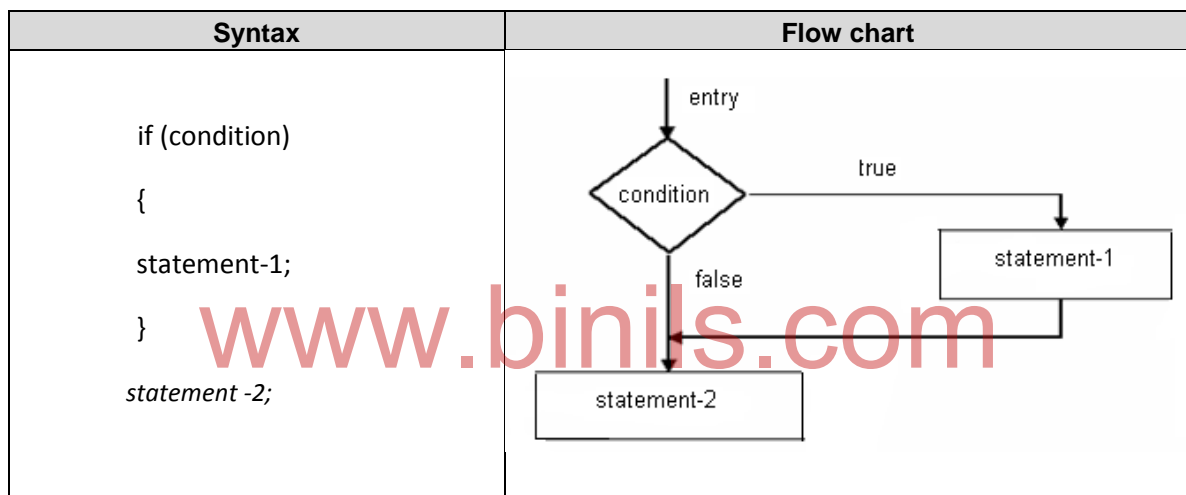 Syntax
Flow chart
if (condition)
{
statement-1;
}
statement -2;
entry
condition
true
statement-1
false
statement-2
www.binils.com